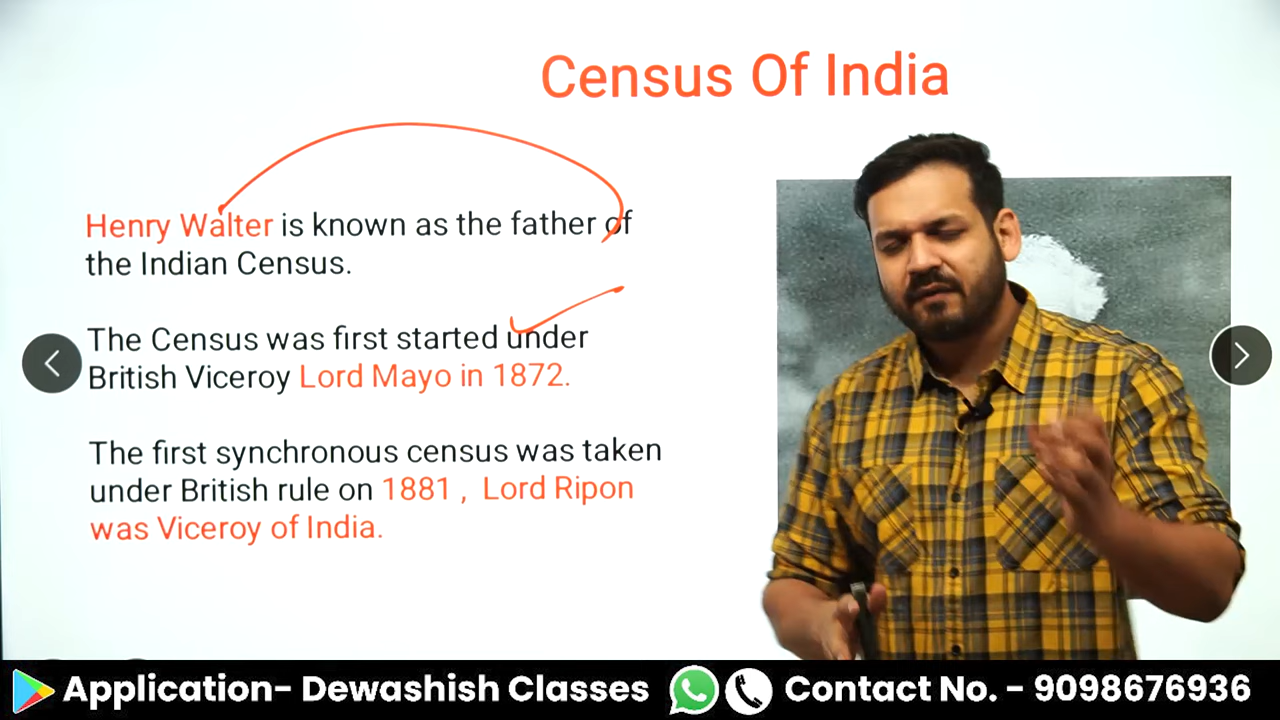 Census Of India
Henry Walter is known as the father of
the Indian Census.
The Census was first started under
British Viceroy Lord Mayo in 1872.
The first synchronous census was taken
under British rule on 1881 , Lord Ripon
was Viceroy of India.
Application- Dewashish Classes
Contact No. - 9098676936